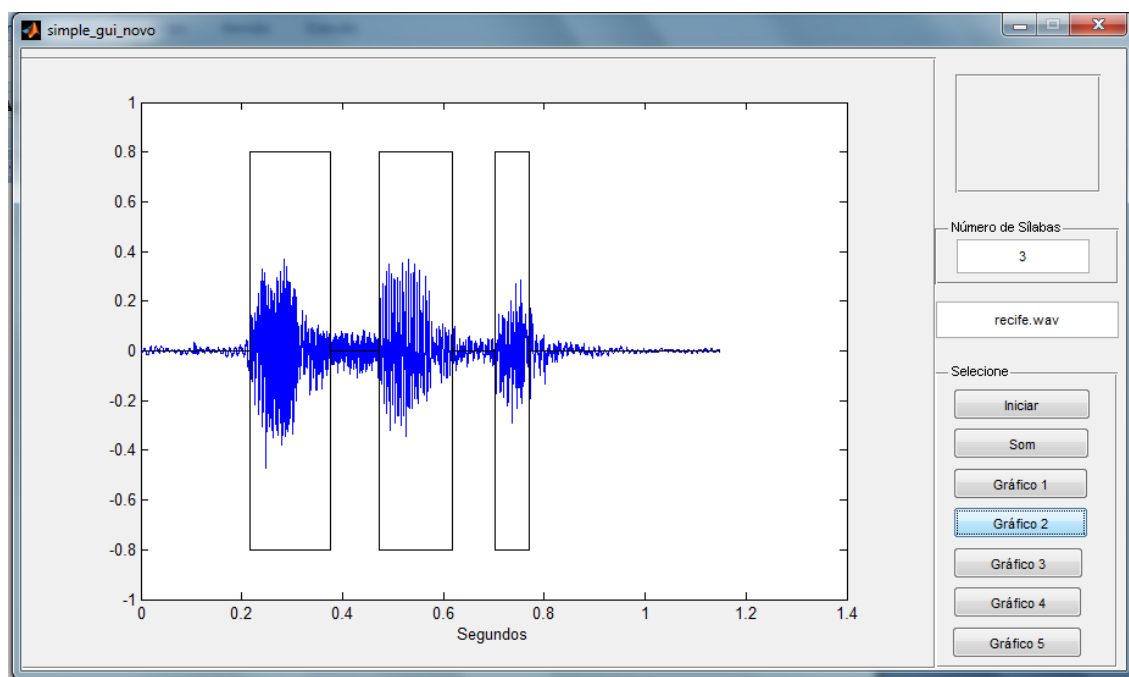 simple_gui_novo
1
0.8
0.6
0.4
0.2
0
-0.2
-0.4
-0.6
-0.8
-1
0 0.2 0.4 0.6 0.8 1 1.2 1.4
Segundos
Número de Sílabas
3
recife.wav
Selecione
Iniciar
Som
Gráfico 1
Gráfico 2
Gráfico 3
Gráfico 4
Gráfico 5